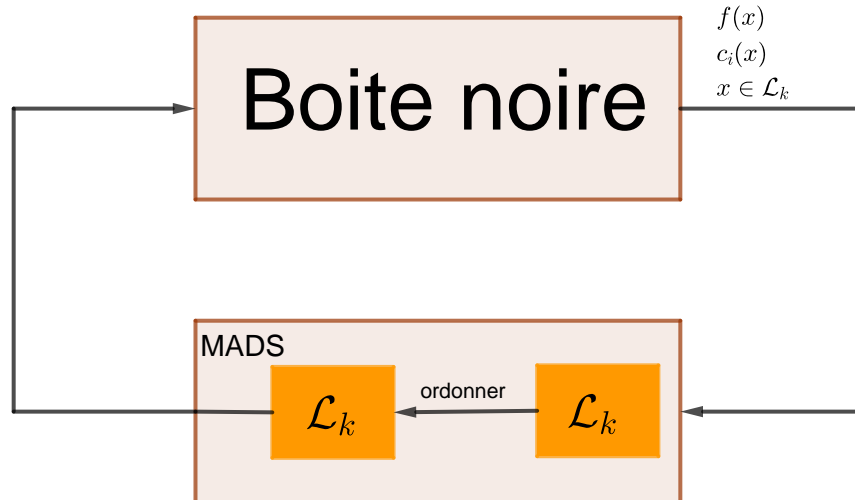 f(x)
c_i(x)
x ∈ ℒ_k
Boite noire
MADS
ℒ_k
ordonner
ℒ_k